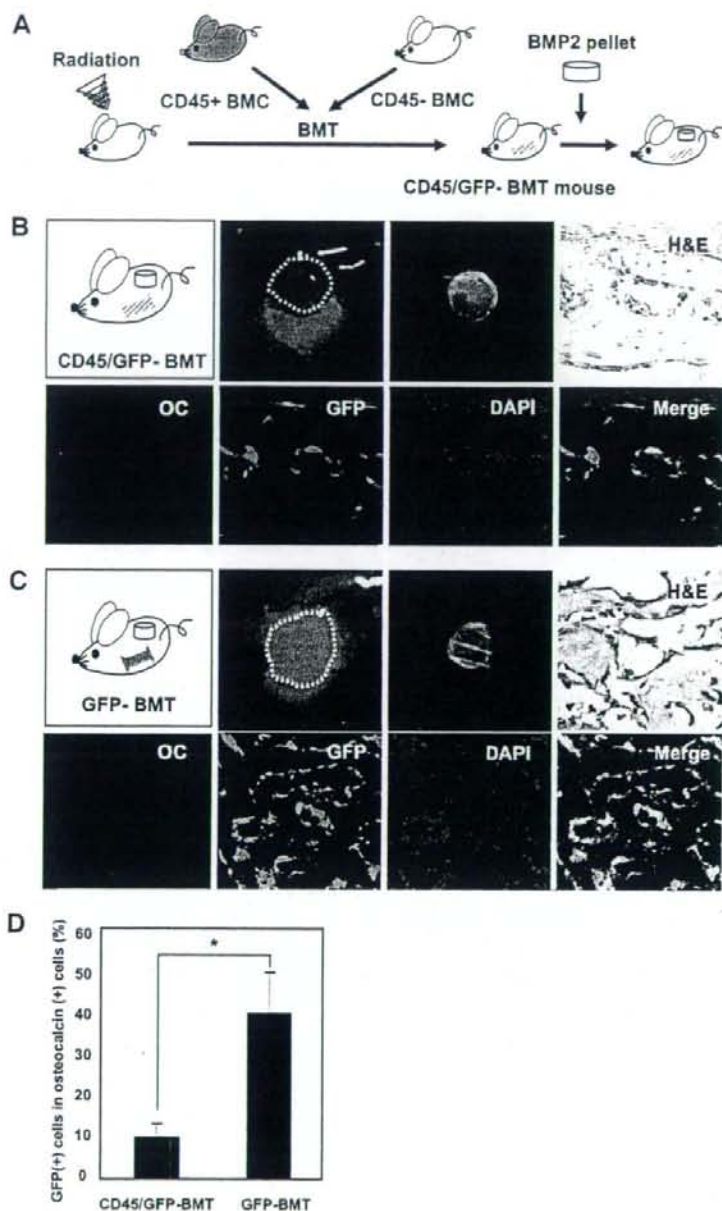 A
Radiation
BMP2 pellet
CD45+ BMC
CD45- BMC
BMT
CD45/GFP- BMT mouse
B
H&E
CD45/GFP- BMT
OC
GFP
DAPI
Merge
C
H&E
GFP- BMT
OC
GFP
DAPI
Merge
D
GFP(+) cells in osteocalcin (+) cells (%)
60
50
40
30
20
10
0
*
CD45/GFP-BMT
GFP-BMT